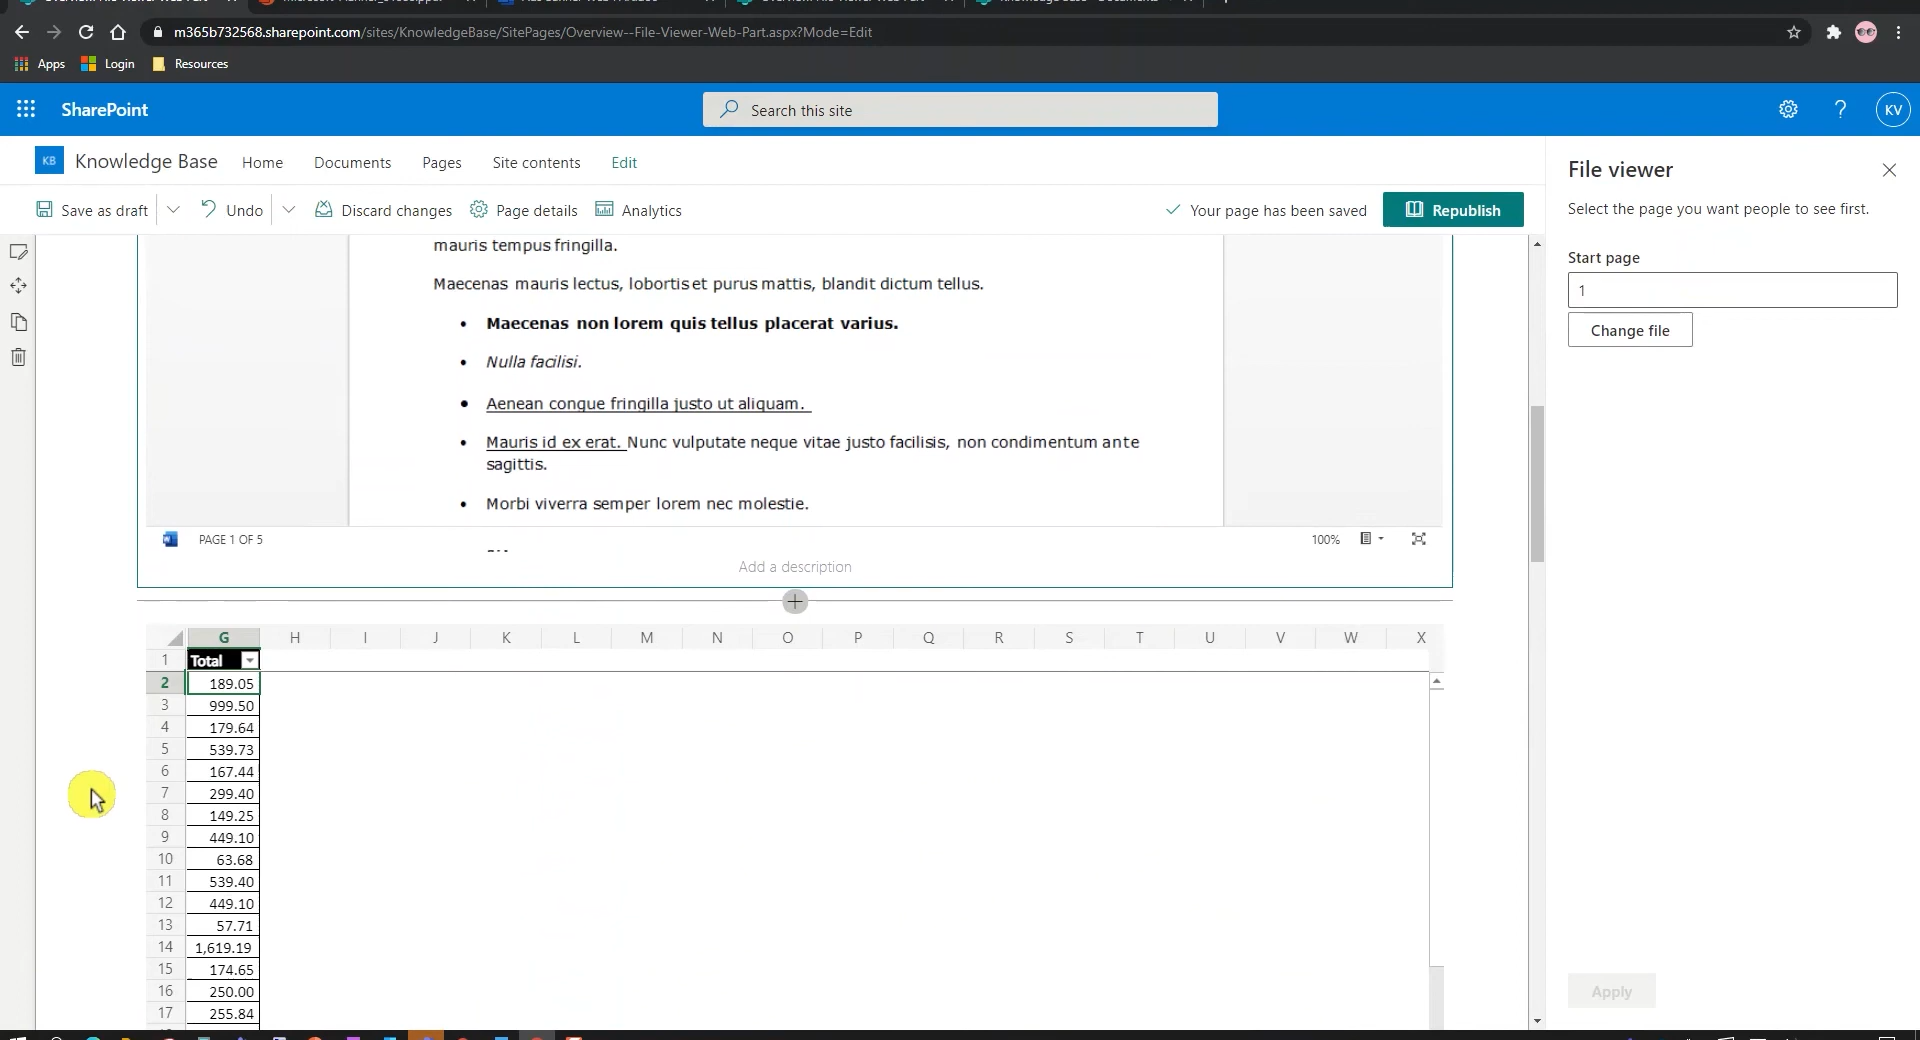 m365b732568.sharepoint.com/sites/KnowledgeBase/SitePages/Overview--File-Viewer-Web-Part.aspx?Mode=Edit
Apps Login Resources
SharePoint Search this site ? KV
KB Knowledge Base Home Documents Pages Site contents Edit
Save as draft Undo Discard changes Page details Analytics Your page has been saved Republish
File viewer
Select the page you want people to see first.
Start page
1
Change file
Apply
mauris tempus fringilla.
Maecenas mauris lectus, lobortis et purus mattis, blandit dictum tellus.
• Maecenas non lorem quis tellus placerat varius.
• Nulla facilisi.
• Aenean congue fringilla justo ut aliquam.
• Mauris id ex erat. Nunc vulputate neque vitae justo facilisis, non condimentum ante
sagittis.
• Morbi viverra semper lorem nec molestie.
PAGE 1 OF 5 100%
Add a description
G H I J K L M N O P Q R S T U V W X
1 Total
2 189.05
3 999.50
4 179.64
5 539.73
6 167.44
7 299.40
8 149.25
9 449.10
10 63.68
11 539.40
12 449.10
13 57.71
14 1,619.19
15 174.65
16 250.00
17 255.84